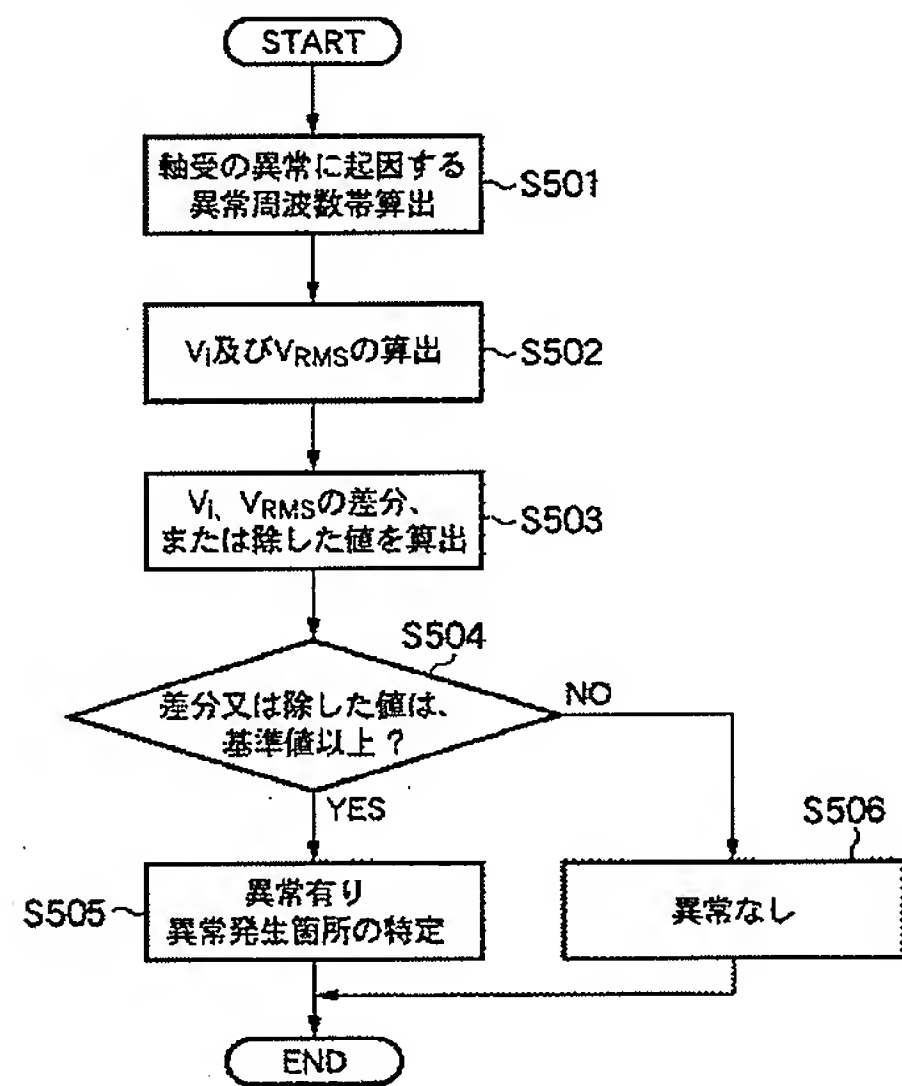 START
軸受の異常に起因する
異常周波数帯算出
S501
Vi及びVRMSの算出
S502
Vi、VRMSの差分、
または除した値を算出
S503
S504
差分又は除した値は、
基準値以上？
NO
YES
S506
異常有り
異常発生箇所の特定
S505
異常なし
END